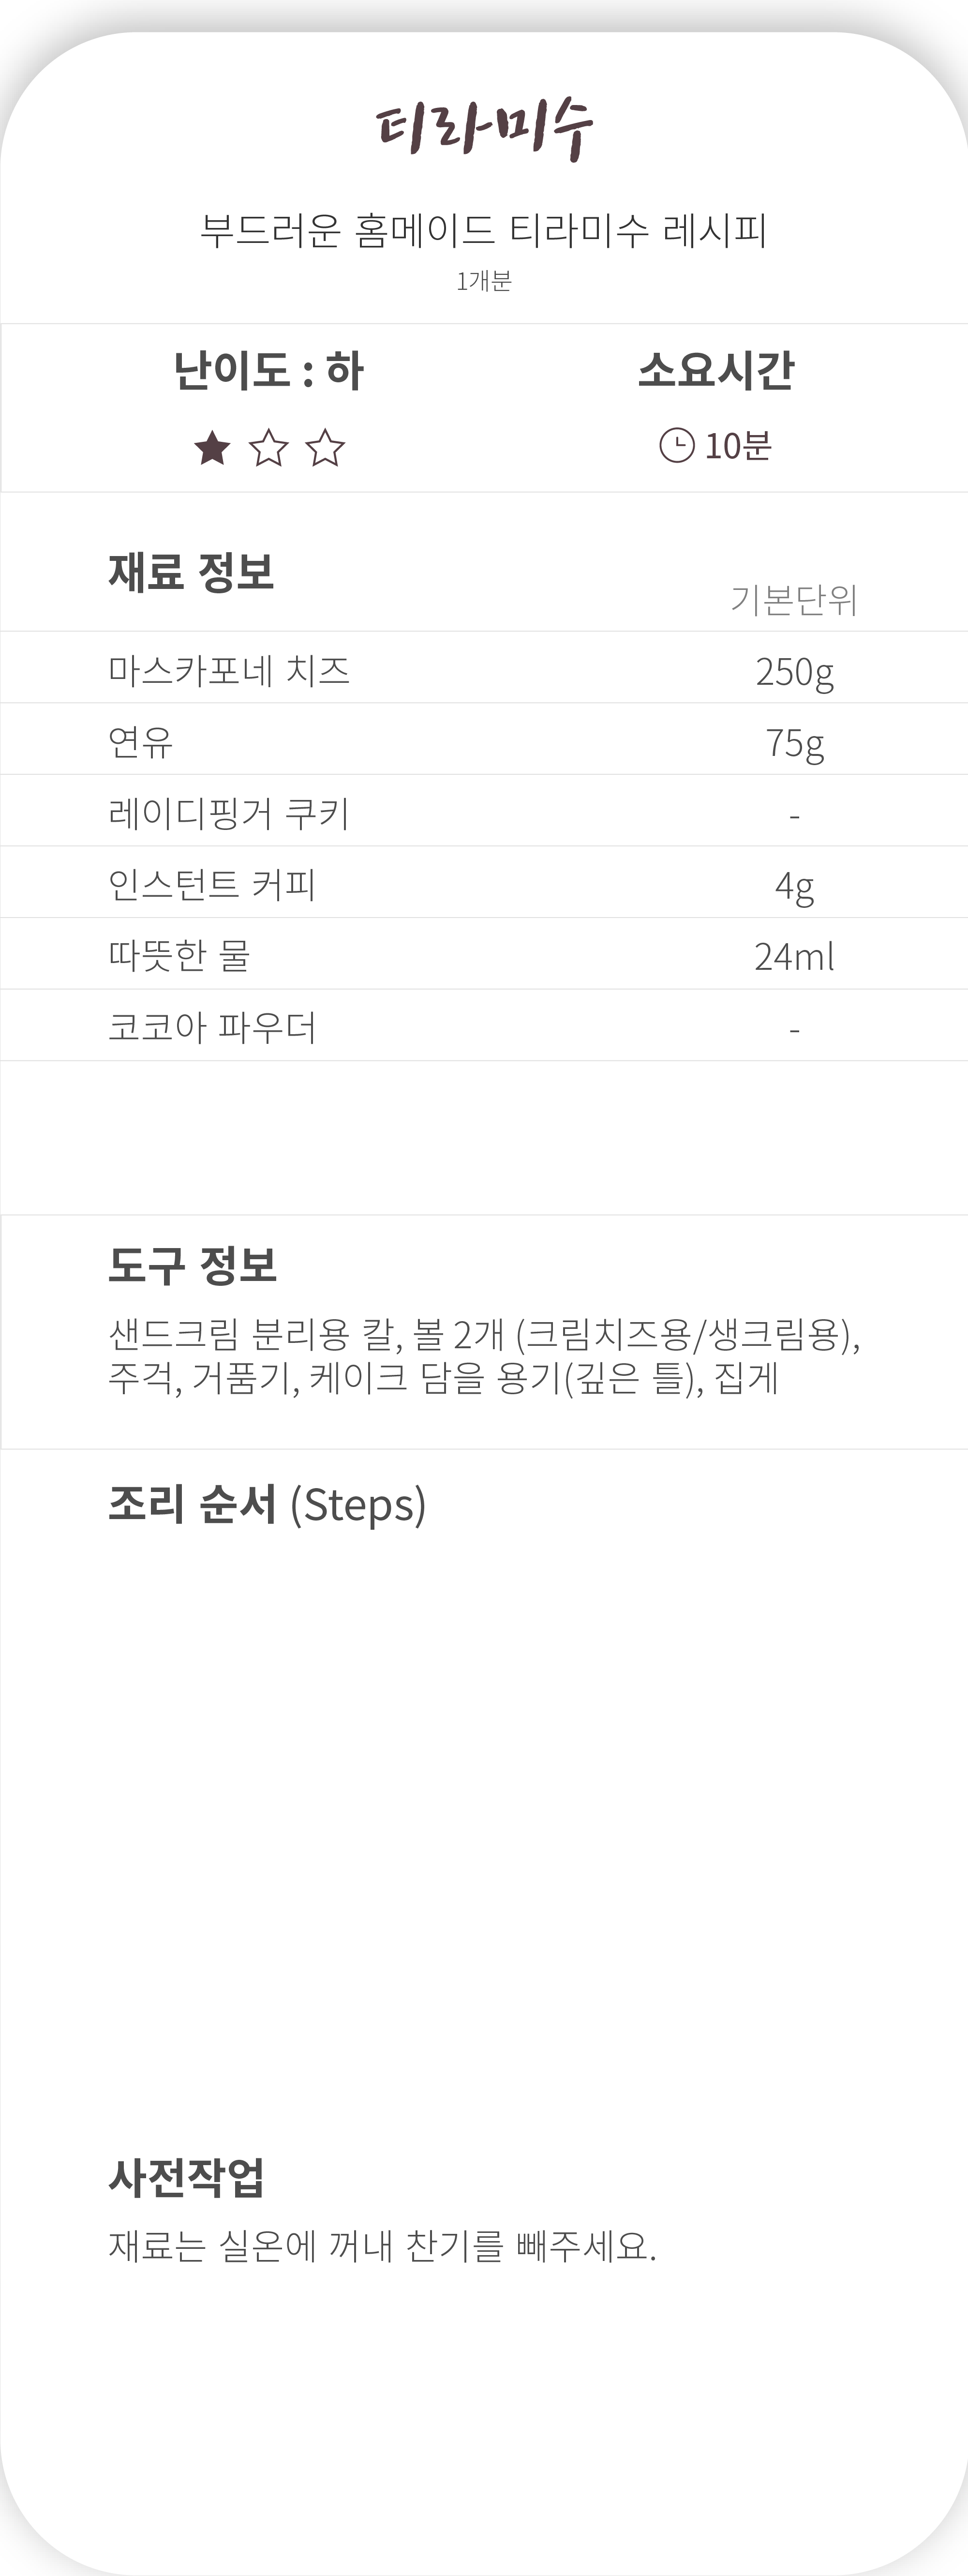 티라미수
부드러운 홈메이드 티라미수 레시피
1개분
난이도 : 하
소요시간
10분
재료 정보
기본단위
마스카포네 치즈 250g
연유 75g
레이디핑거 쿠키 -
인스턴트 커피 4g
따뜻한 물 24ml
코코아 파우더 -
도구 정보
샌드크림 분리용 칼, 볼 2개 (크림치즈용/생크림용),
주걱, 거품기, 케이크 담을 용기(깊은 틀), 집게
조리 순서 (Steps)
사전작업
재료는 실온에 꺼내 찬기를 빼주세요.